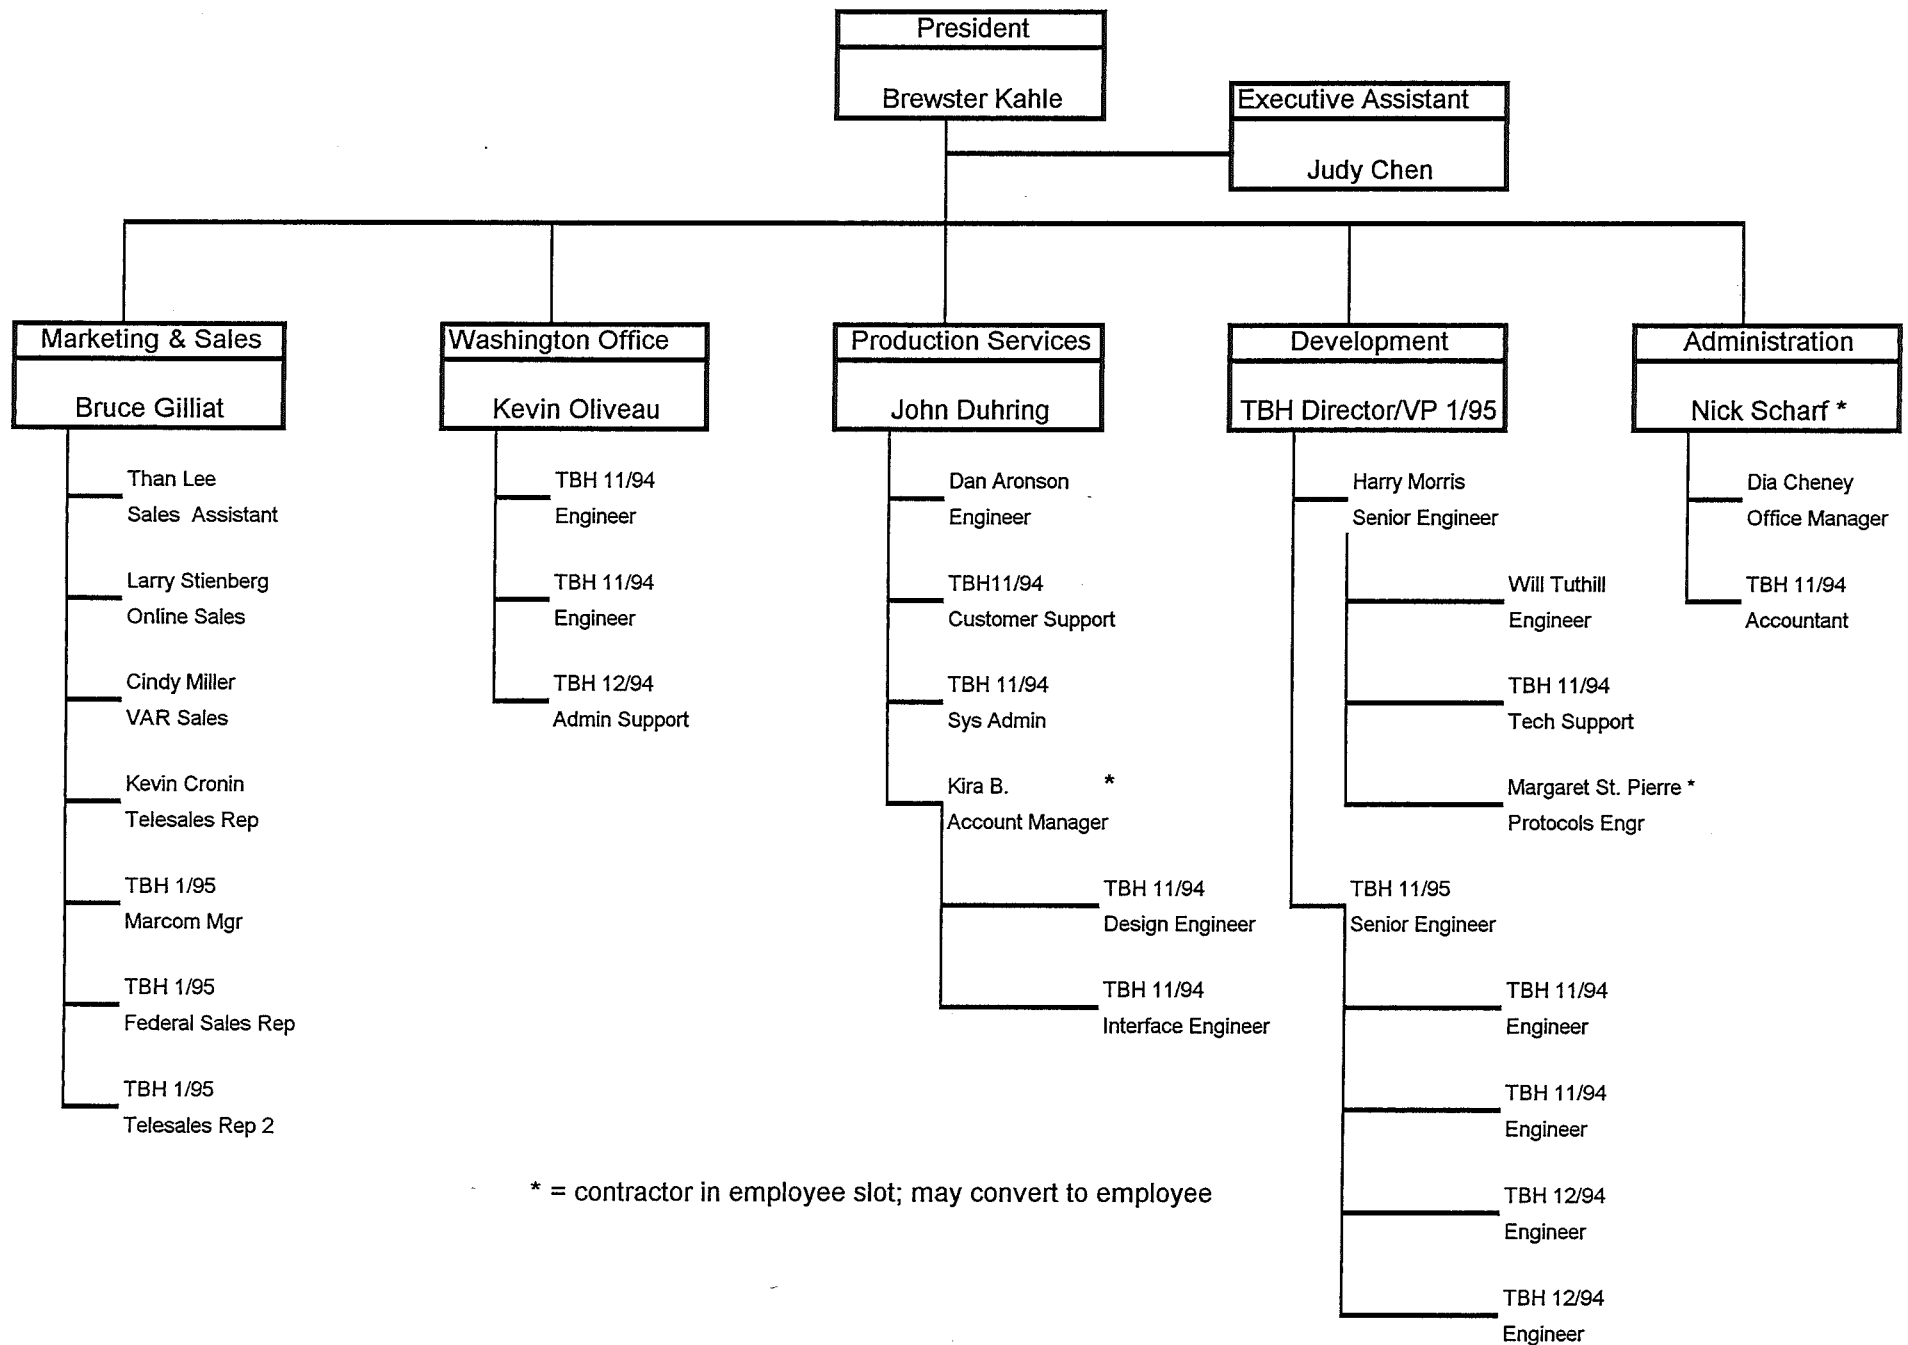 President
Brewster Kahle
Executive Assistant
Judy Chen
Marketing & Sales
Bruce Gilliat
Than Lee
Sales Assistant
Larry Stienberg
Online Sales
Cindy Miller
VAR Sales
Kevin Cronin
Telesales Rep
TBH 1/95
Marcom Mgr
TBH 1/95
Federal Sales Rep
TBH 1/95
Telesales Rep 2
Washington Office
Kevin Oliveau
TBH 11/94
Engineer
TBH 11/94
Engineer
TBH 12/94
Admin Support
Production Services
John Duhring
Dan Aronson
Engineer
TBH11/94
Customer Support
TBH 11/94
Sys Admin
Kira B. *
Account Manager
TBH 11/94
Design Engineer
TBH 11/94
Interface Engineer
Development
TBH Director/VP 1/95
Harry Morris
Senior Engineer
Will Tuthill
Engineer
TBH 11/94
Tech Support
Margaret St. Pierre *
Protocols Engr
TBH 11/95
Senior Engineer
TBH 11/94
Engineer
TBH 11/94
Engineer
TBH 12/94
Engineer
TBH 12/94
Engineer
Administration
Nick Scharf *
Dia Cheney
Office Manager
TBH 11/94
Accountant
* = contractor in employee slot; may convert to employee